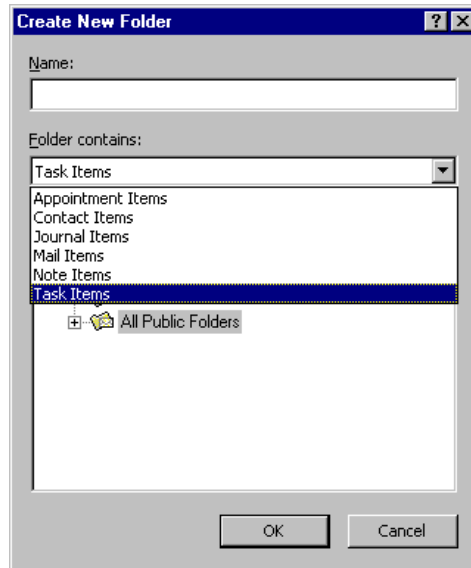 Create New Folder
Name:
Folder contains:
Task Items
Appointment Items
Contact Items
Journal Items
Mail Items
Note Items
Task Items
All Public Folders
OK Cancel